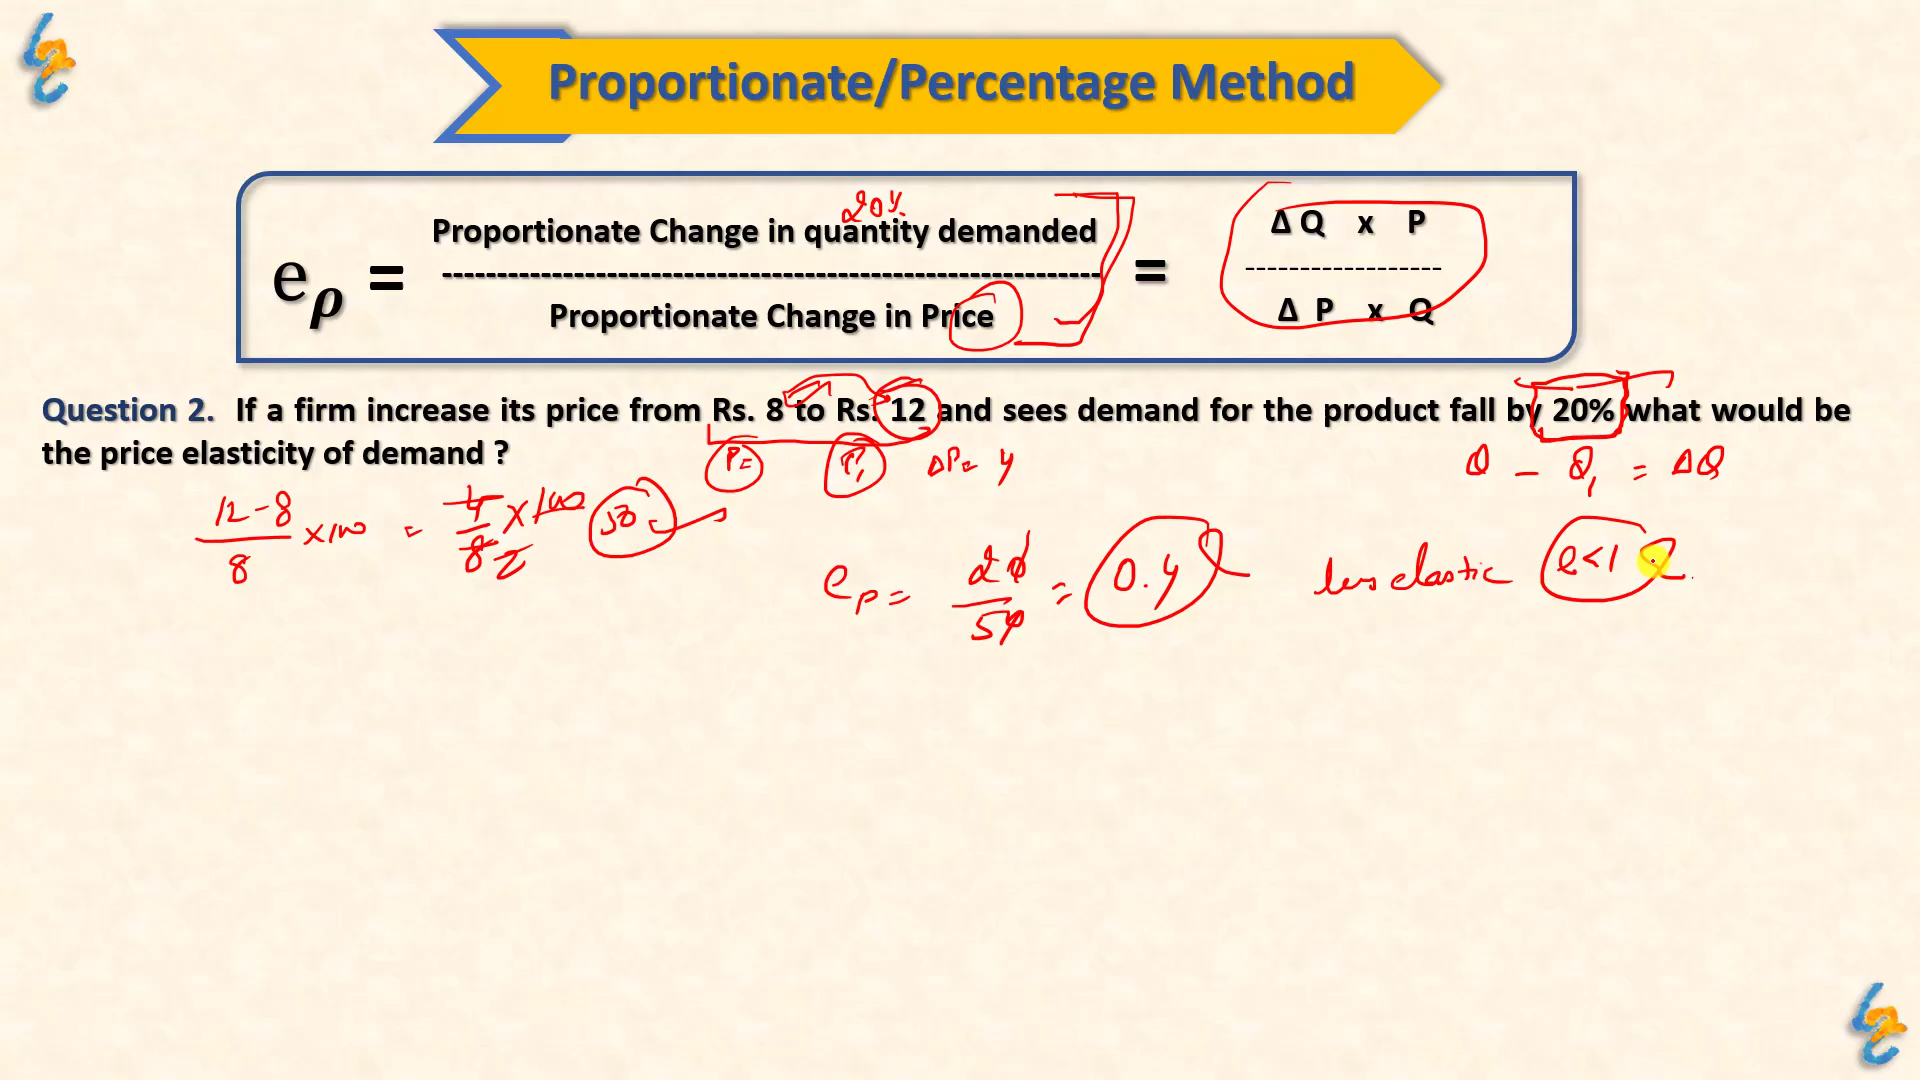 Proportionate/Percentage Method
20%
Proportionate Change in quantity demanded
Δ Q x P
eρ = ------------------------------------------------------------ = ------------------
Proportionate Change in Price
Δ P x Q
Question 2. If a firm increase its price from Rs. 8 to Rs. 12 and sees demand for the product fall by 20% what would be
the price elasticity of demand ?
P= P₁ ΔP= 4
Q - Q₁ = ΔQ
12-8/8 x100 = 4/8 2 x 100 50
eP = 20/50 = 0.4
less elastic e<1